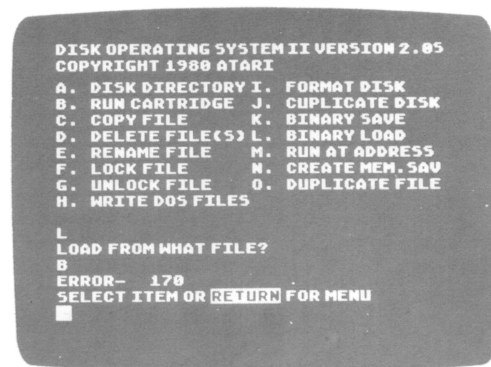 DISK OPERATING SYSTEM II VERSION 2.05
COPYRIGHT 1980 ATARI
A. DISK DIRECTORY I. FORMAT DISK
B. RUN CARTRIDGE J. CUPLICATE DISK
C. COPY FILE K. BINARY SAVE
D. DELETE FILE(S) L. BINARY LOAD
E. RENAME FILE M. RUN AT ADDRESS
F. LOCK FILE N. CREATE MEM.SAV
G. UNLOCK FILE O. DUPLICATE FILE
H. WRITE DOS FILES
L
LOAD FROM WHAT FILE?
B
ERROR- 170
SELECT ITEM OR RETURN FOR MENU